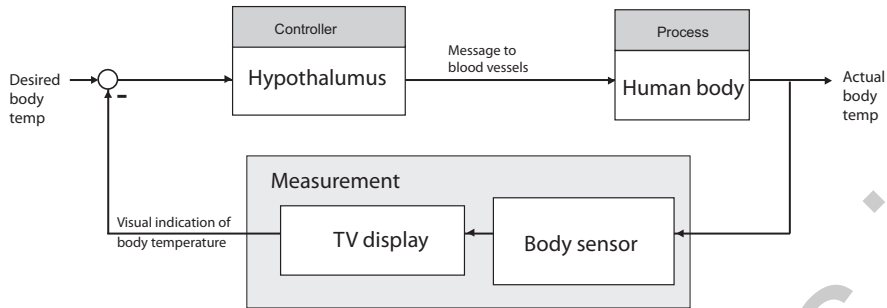 Controller
Process
Desired
body
temp
-
Hypothalumus
Message to
blood vessels
Human body
Actual
body
temp
Measurement
Visual indication of
body temperature
TV display
Body sensor